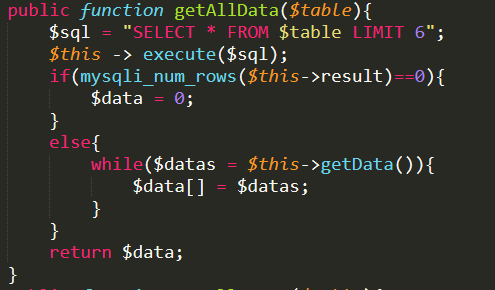 public function getAllData($table){
$sql = "SELECT * FROM $table LIMIT 6";
$this -> execute($sql);
if(mysqli_num_rows($this->result)==0){
$data = 0;
}
else{
while($datas = $this->getData()){
$data[] = $datas;
}
}
return $data;
}